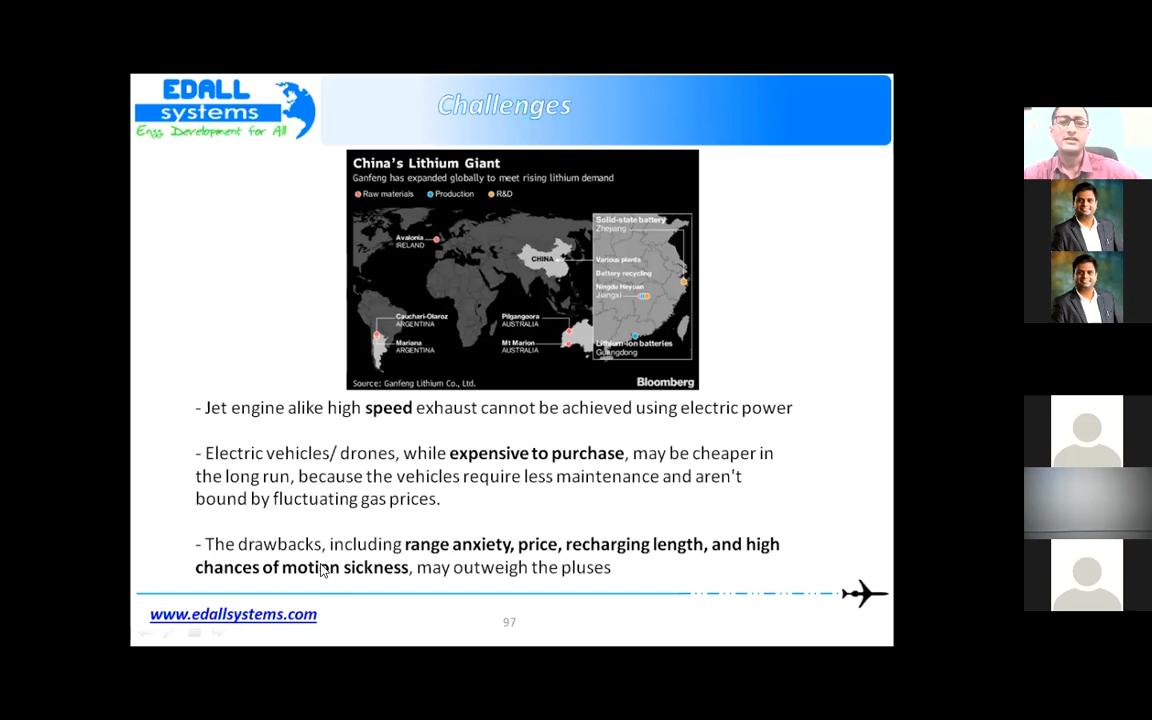 EDALL
systems
Engg Development for All
Challenges
China's Lithium Giant
Ganfeng has expanded globally to meet rising lithium demand
Raw materials Production R&D
Avalonia
IRELAND
CHINA
Solid-state battery
Zhejiang
Various plants
Battery recycling
Ningdu Heyuan
Jiangxi
Cauchari-Olaroz
ARGENTINA
Pilgangoora
AUSTRALIA
Mariana
ARGENTINA
Mt Marion
AUSTRALIA
Lithium-ion batteries
Guangdong
Source: Ganfeng Lithium Co., Ltd.
Bloomberg
- Jet engine alike high speed exhaust cannot be achieved using electric power
- Electric vehicles/ drones, while expensive to purchase, may be cheaper in
the long run, because the vehicles require less maintenance and aren't
bound by fluctuating gas prices.
- The drawbacks, including range anxiety, price, recharging length, and high
chances of motion sickness, may outweigh the pluses
www.edallsystems.com
97